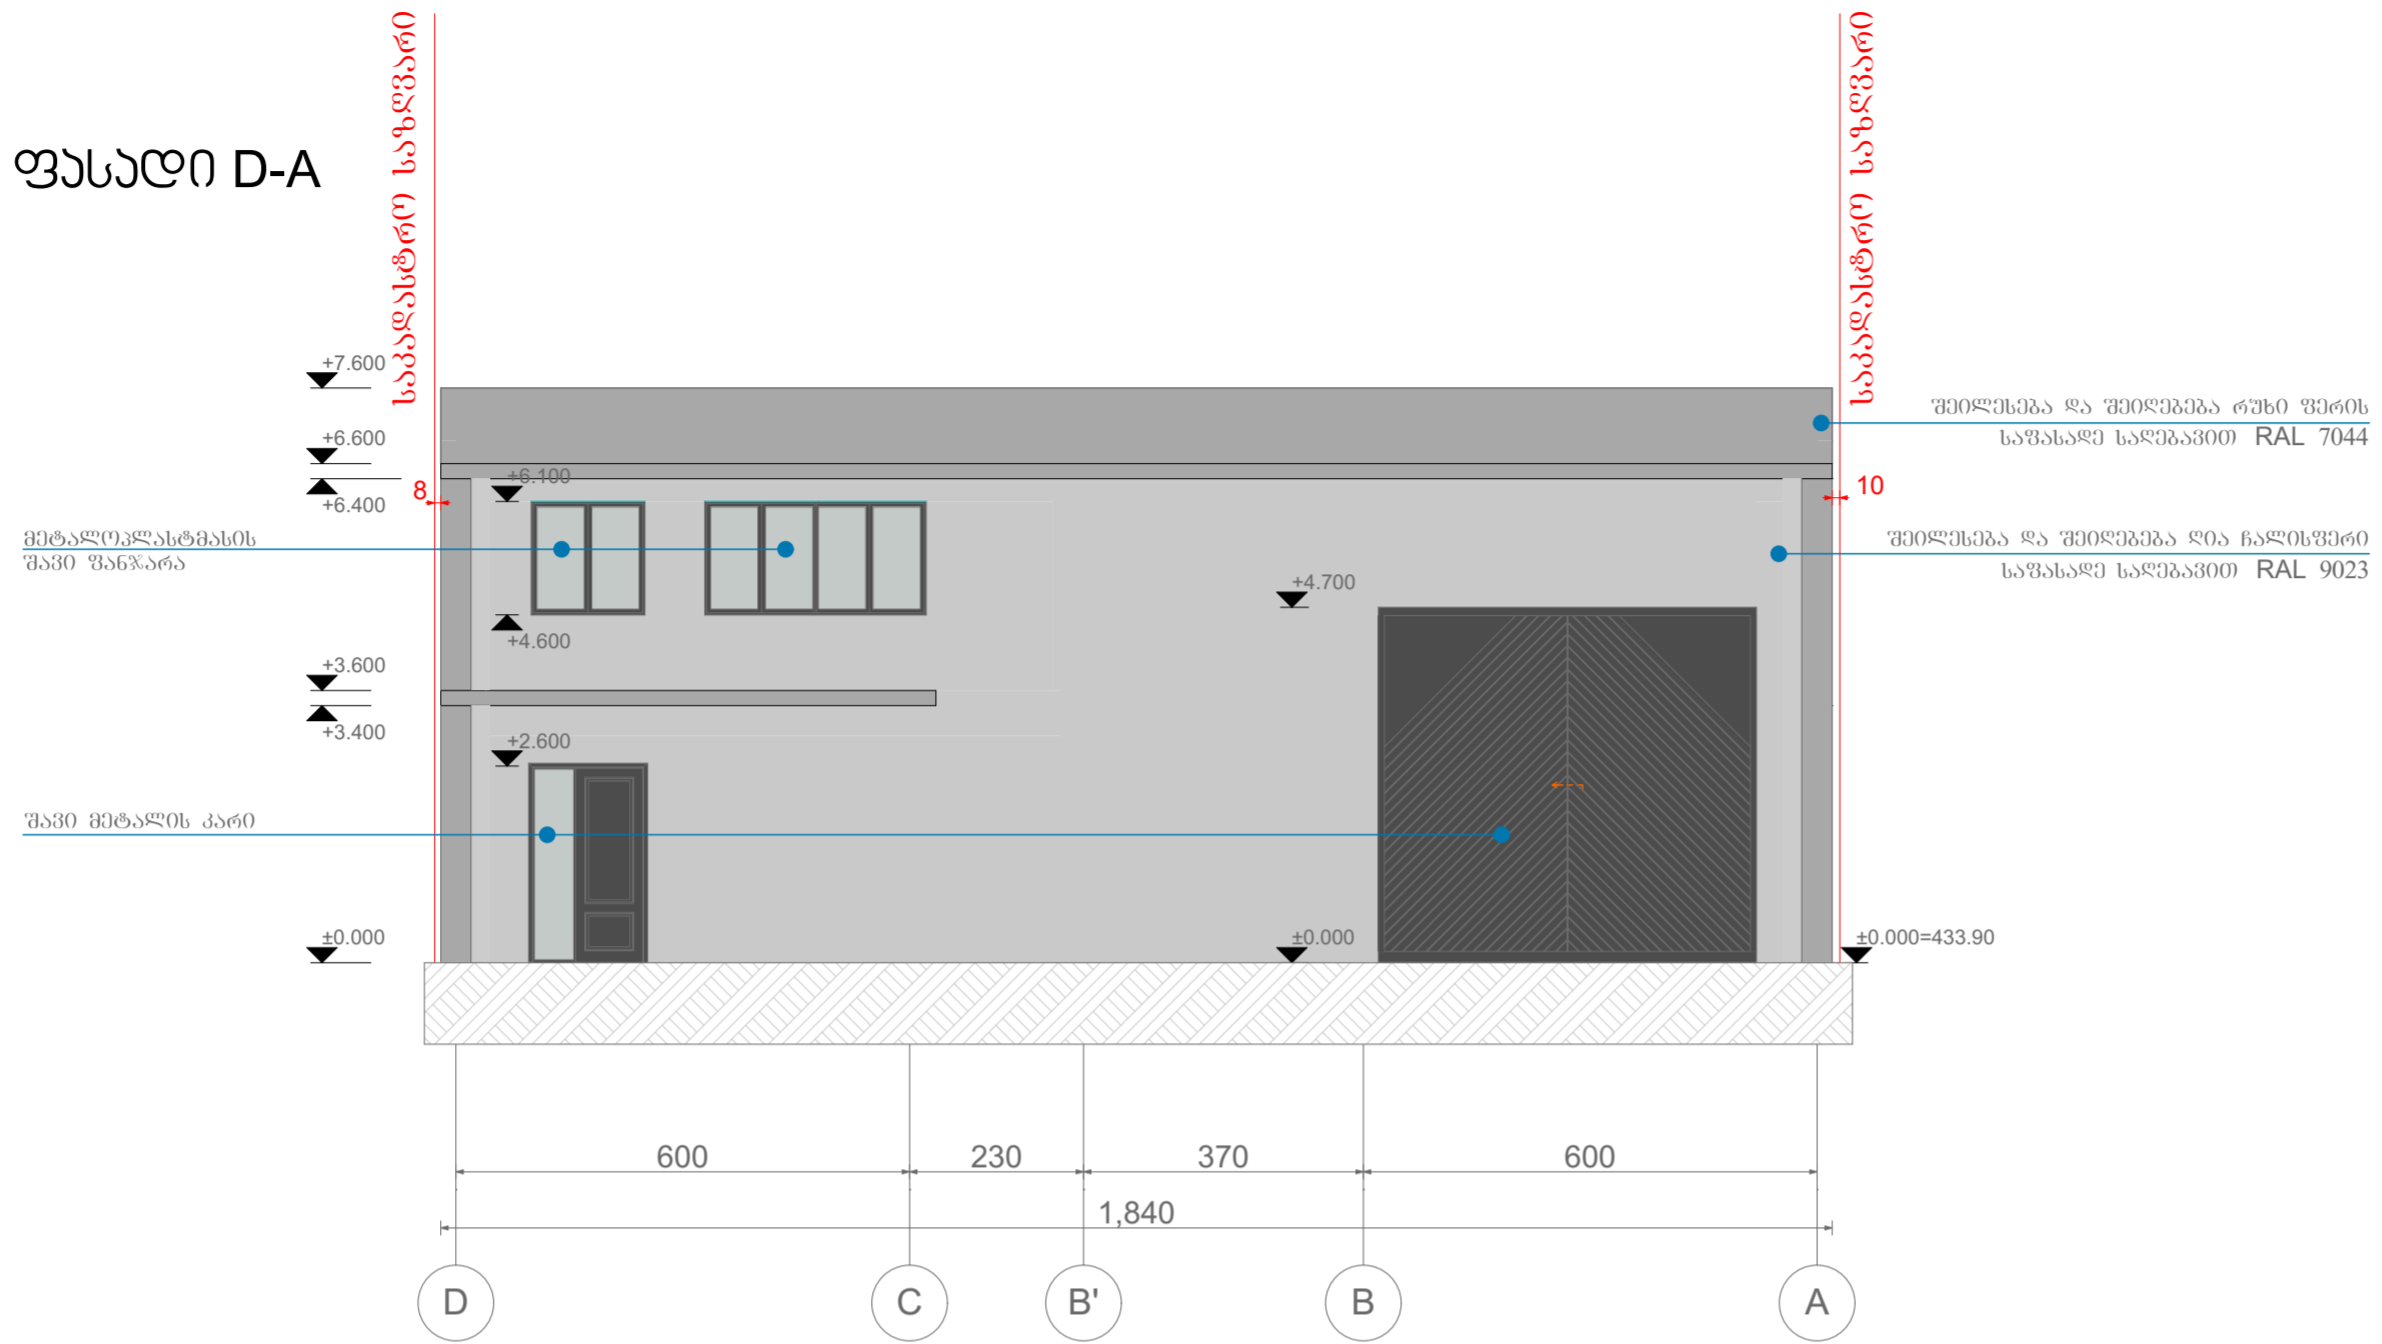 საკადასტრო საზღვარი
საკადასტრო საზღვარი
ფასადი D-A
+7.600
+6.600
+6.400
+6.100
8
10
შეილესება და შეიღებება რუხი ფერის
საფასადე საღებავით RAL 7044
მეტალოპლასტმასის
შავი ფანჯარა
შეილესება და შეიღებება ღია ჩალისფერი
საფასადე საღებავით RAL 9023
+4.700
+4.600
+3.600
+3.400
+2.600
შავი მეტალის კარი
±0.000
±0.000
±0.000=433.90
600
230
370
600
1,840
D
C
B'
B
A